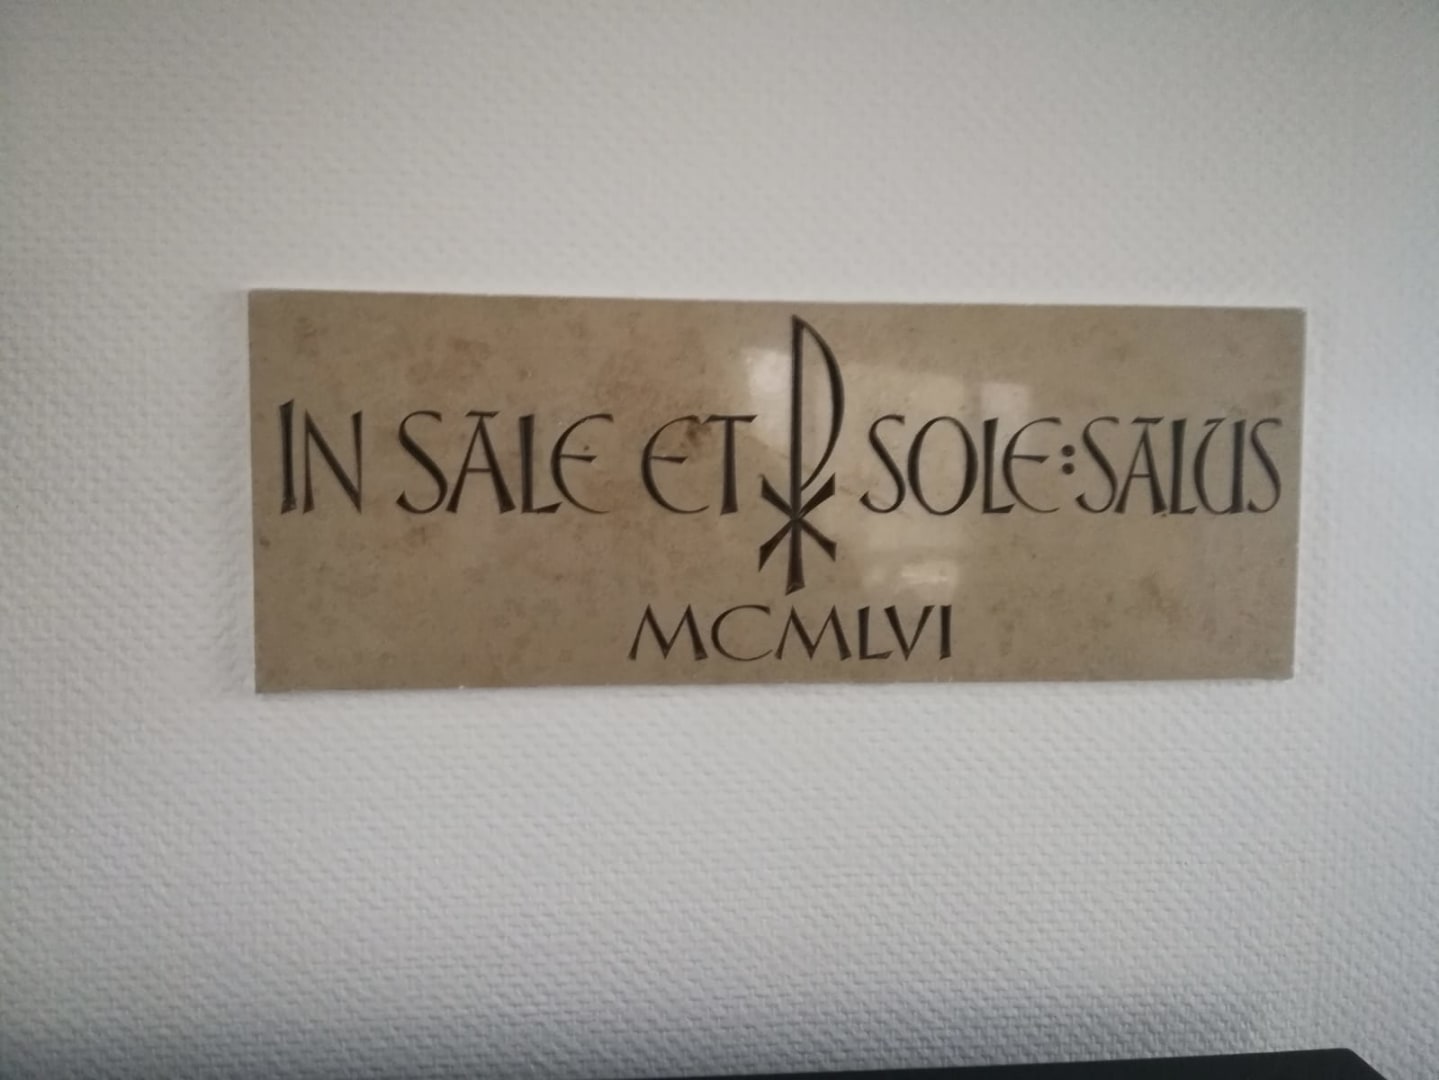 IN SALE ET ☧ SOLE:SALUS
MCMLVI